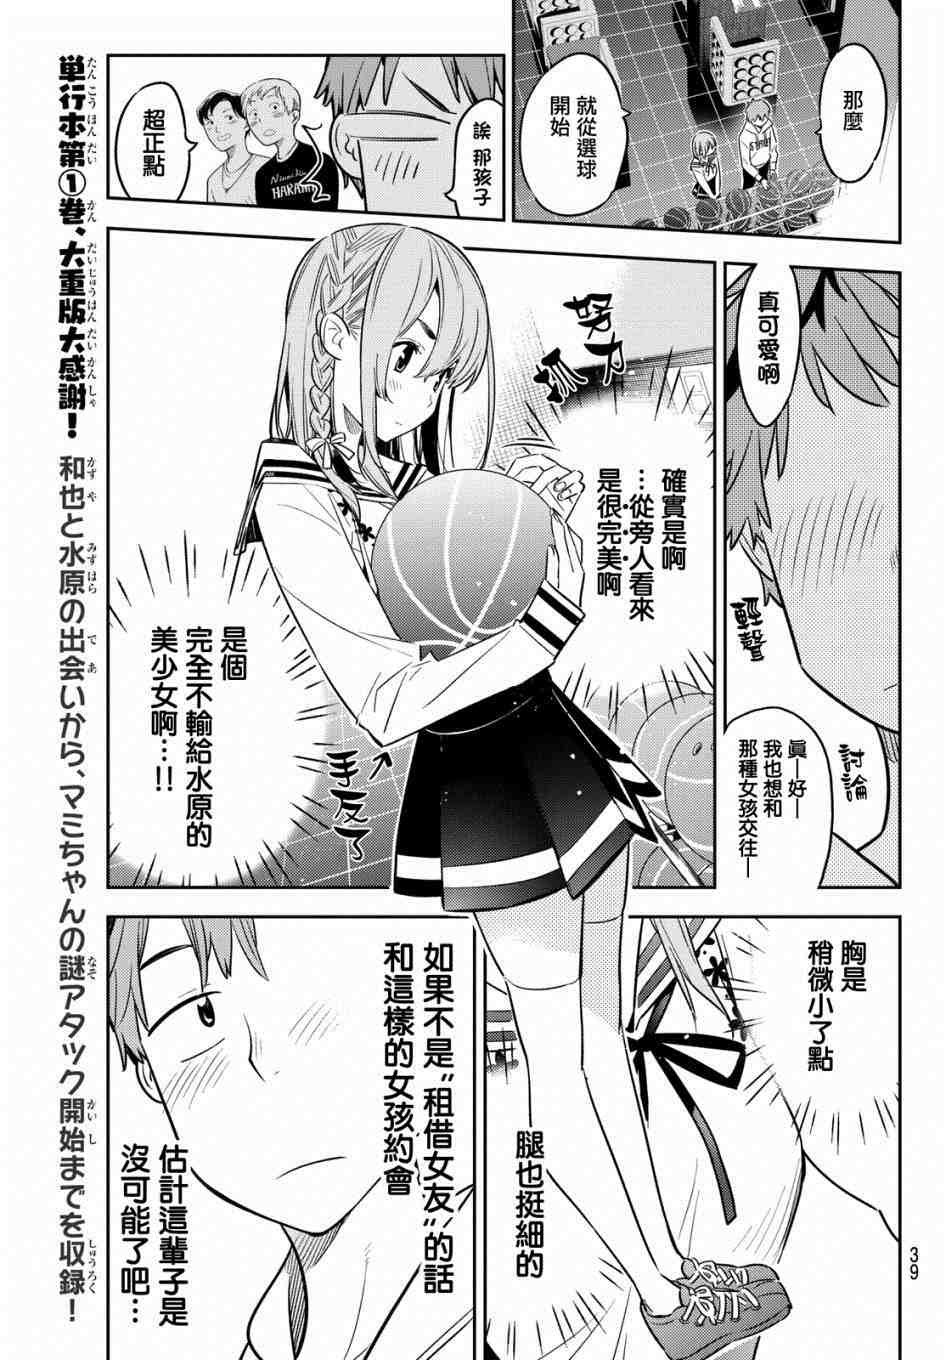 那麼
就從選球
開始
誒 那孩子
超正點
HARAJU
真可愛啊
輕聲
討論
真—好—
我也想和
那種女孩交往—
努力
抓力
確實是啊
…從旁人看來
是很完美啊
手反了
是個
完全不輸給水原的
美少女啊…!!
胸是
稍微小了點
腿也挺細的
如果不是“租借女友”的話
和這樣的女孩約會
估計這輩子是
沒可能了吧…
単行本第①巻、大重版大感謝！ 和也と水原の出会いから、マミちゃんの謎アタック開始までを収録！
39